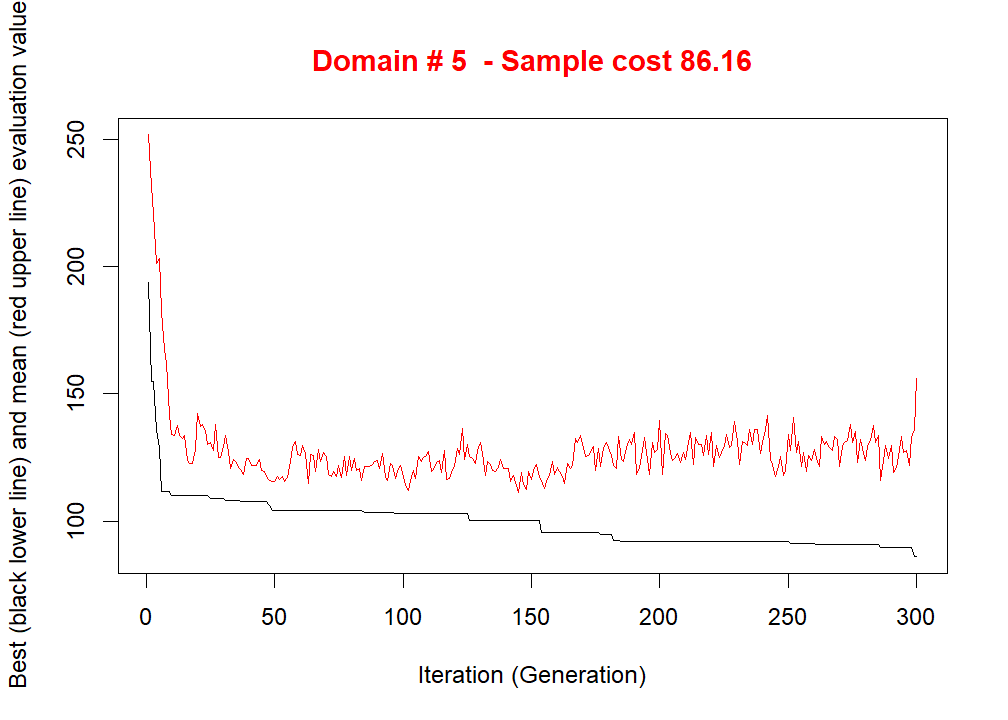 Domain # 5  - Sample cost 86.16
Best (black lower line) and mean (red upper line) evaluation value
250
200
150
100
0 50 100 150 200 250 300
Iteration (Generation)